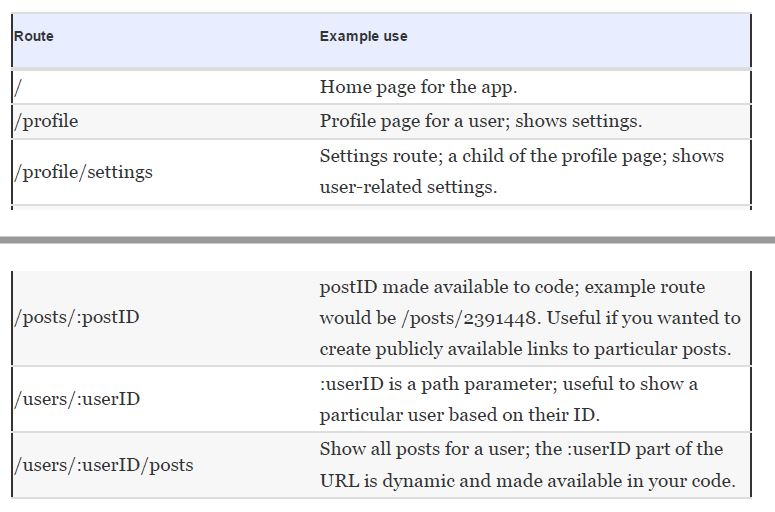 Route Example use
/ Home page for the app.
/profile Profile page for a user; shows settings.
/profile/settings Settings route; a child of the profile page; shows
user-related settings.
/posts/:postID postID made available to code; example route
would be /posts/2391448. Useful if you wanted to
create publicly available links to particular posts.
/users/:userID :userID is a path parameter; useful to show a
particular user based on their ID.
/users/:userID/posts Show all posts for a user; the :userID part of the
URL is dynamic and made available in your code.